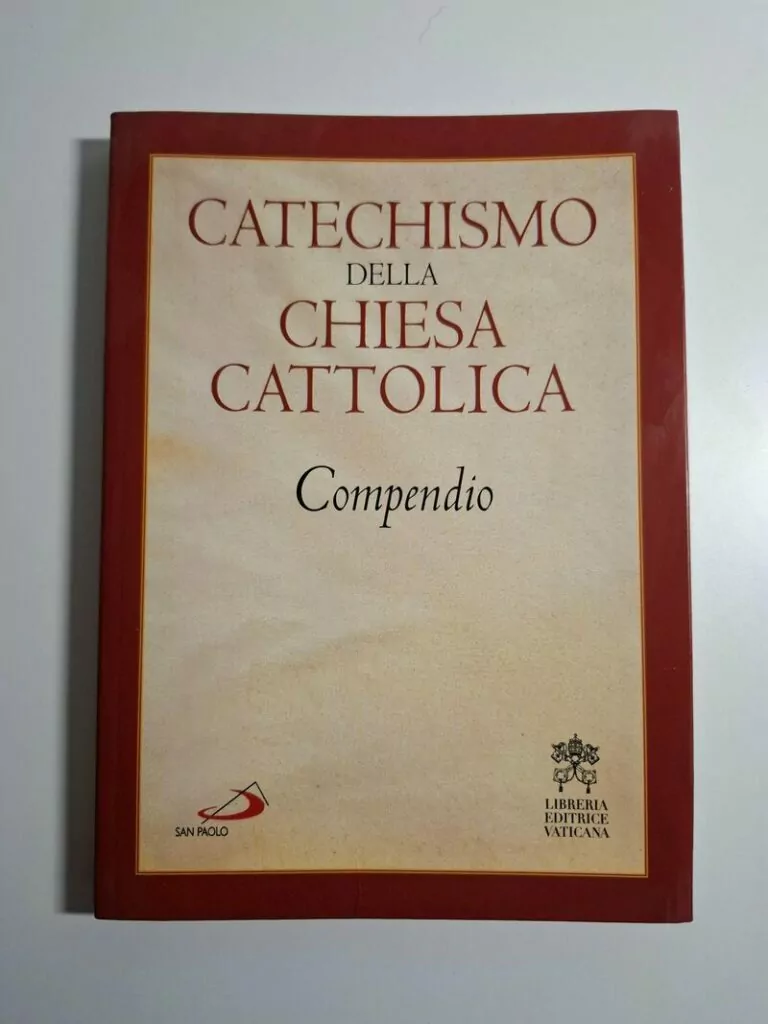 CATECHISMO
DELLA
CHIESA
CATTOLICA
Compendio
SAN PAOLO
LIBRERIA
EDITRICE
VATICANA